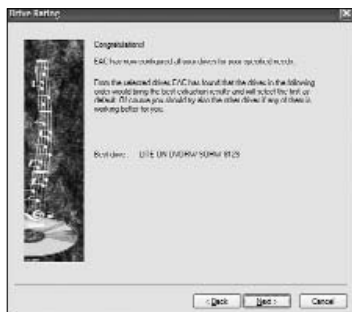 Drive Rating
Congratulations!
EAC has now configured all your drives for your specified needs.
From the selected drives EAC has found that the drives in the following
order would bring the best extraction results and will select the first as
default. Of course you should try also the other drives if any of them is
working better for you.
Best drive: LITE-ON DVDRW SOHW-812S
< Back
Next >
Cancel